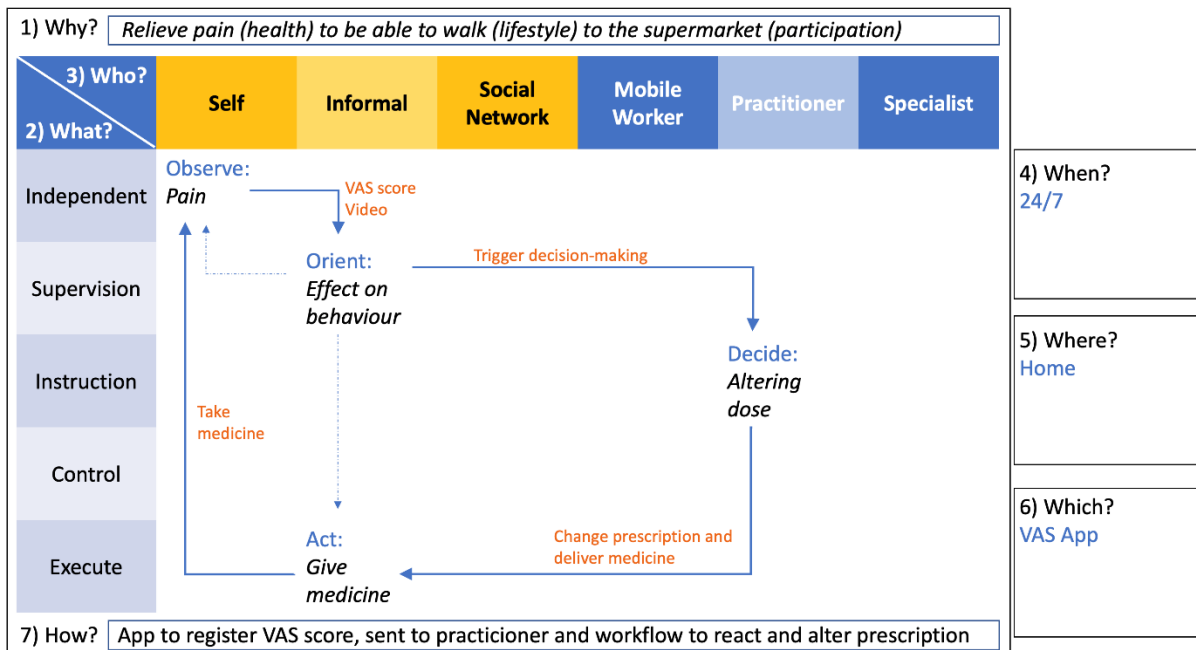 1) Why? Relieve pain (health) to be able to walk (lifestyle) to the supermarket (participation)
3) Who?
2) What?
Self
Informal
Social
Network
Mobile
Worker
Practitioner
Specialist
Independent
Supervision
Instruction
Control
Execute
Observe:
Pain
VAS score
Video
Orient:
Effect on
behaviour
Trigger decision-making
Decide:
Altering
dose
Take
medicine
Change prescription and
deliver medicine
Act:
Give
medicine
4) When?
24/7
5) Where?
Home
6) Which?
VAS App
7) How? App to register VAS score, sent to practicioner and workflow to react and alter prescription